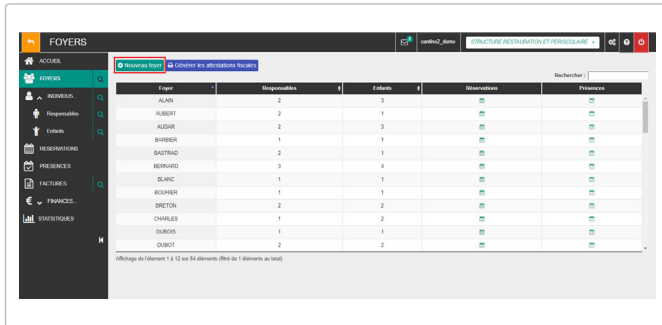 FOYERS
2
cantine2_demo
STRUCTURE RESTAURATION ET PERISCOLAIRE
ACCUEIL
Nouveau foyer Générer les attestations fiscales
FOYERS
Rechercher :
INDIVIDUS...
Foyer Responsables Enfants Réservations Présences
Responsables
Enfants
RESERVATIONS
PRESENCES
FACTURES
FINANCES...
STATISTIQUES
ALAIN 2 3
AUBERT 2 1
AUDAR 2 3
BARBIER 1 1
BASTRAD 2 1
BERNARD 3 4
BLANC 1 1
BOUHIER 1 1
BRETON 2 2
CHARLES 1 2
DUBOIS 1 1
DUBOT 2 2
Affichage de l'élement 1 à 12 sur 54 éléments (filtré de 1 éléments au total)